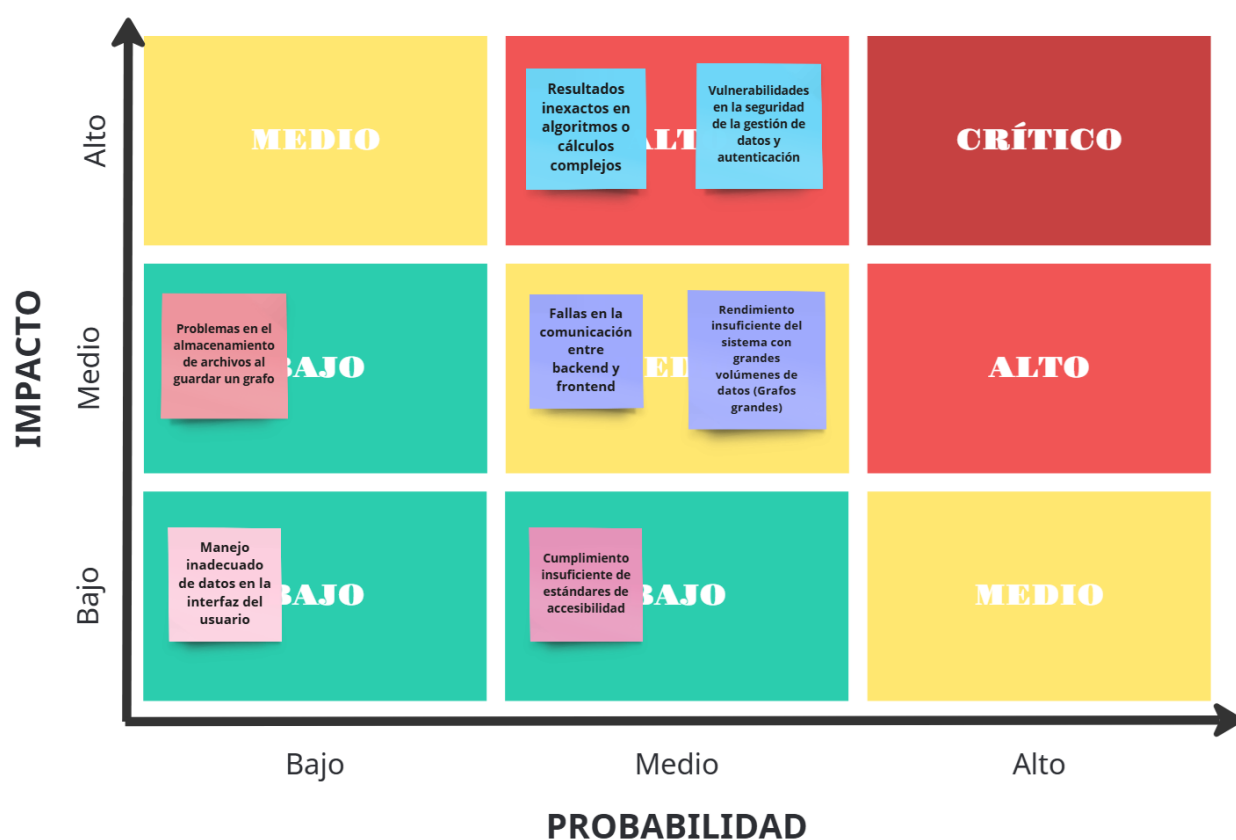 IMPACTO
Alto
MEDIO
Resultados
inexactos en
algoritmos o
cálculos
complejos
Vulnerabilidades
en la seguridad
de la gestión de
datos y
autenticación
CRÍTICO
Medio
Problemas en el
almacenamiento
de archivos al
guardar un grafo
BAJO
Fallas en la
comunicación
entre
backend y
frontend
Rendimiento
insuficiente del
sistema con
grandes
volúmenes de
datos (Grafos
grandes)
ALTO
Bajo
Manejo
inadecuado
de datos en la
interfaz del
usuario
BAJO
Cumplimiento
insuficiente de
estándares de
accesibilidad
BAJO
MEDIO
Bajo
Medio
Alto
PROBABILIDAD